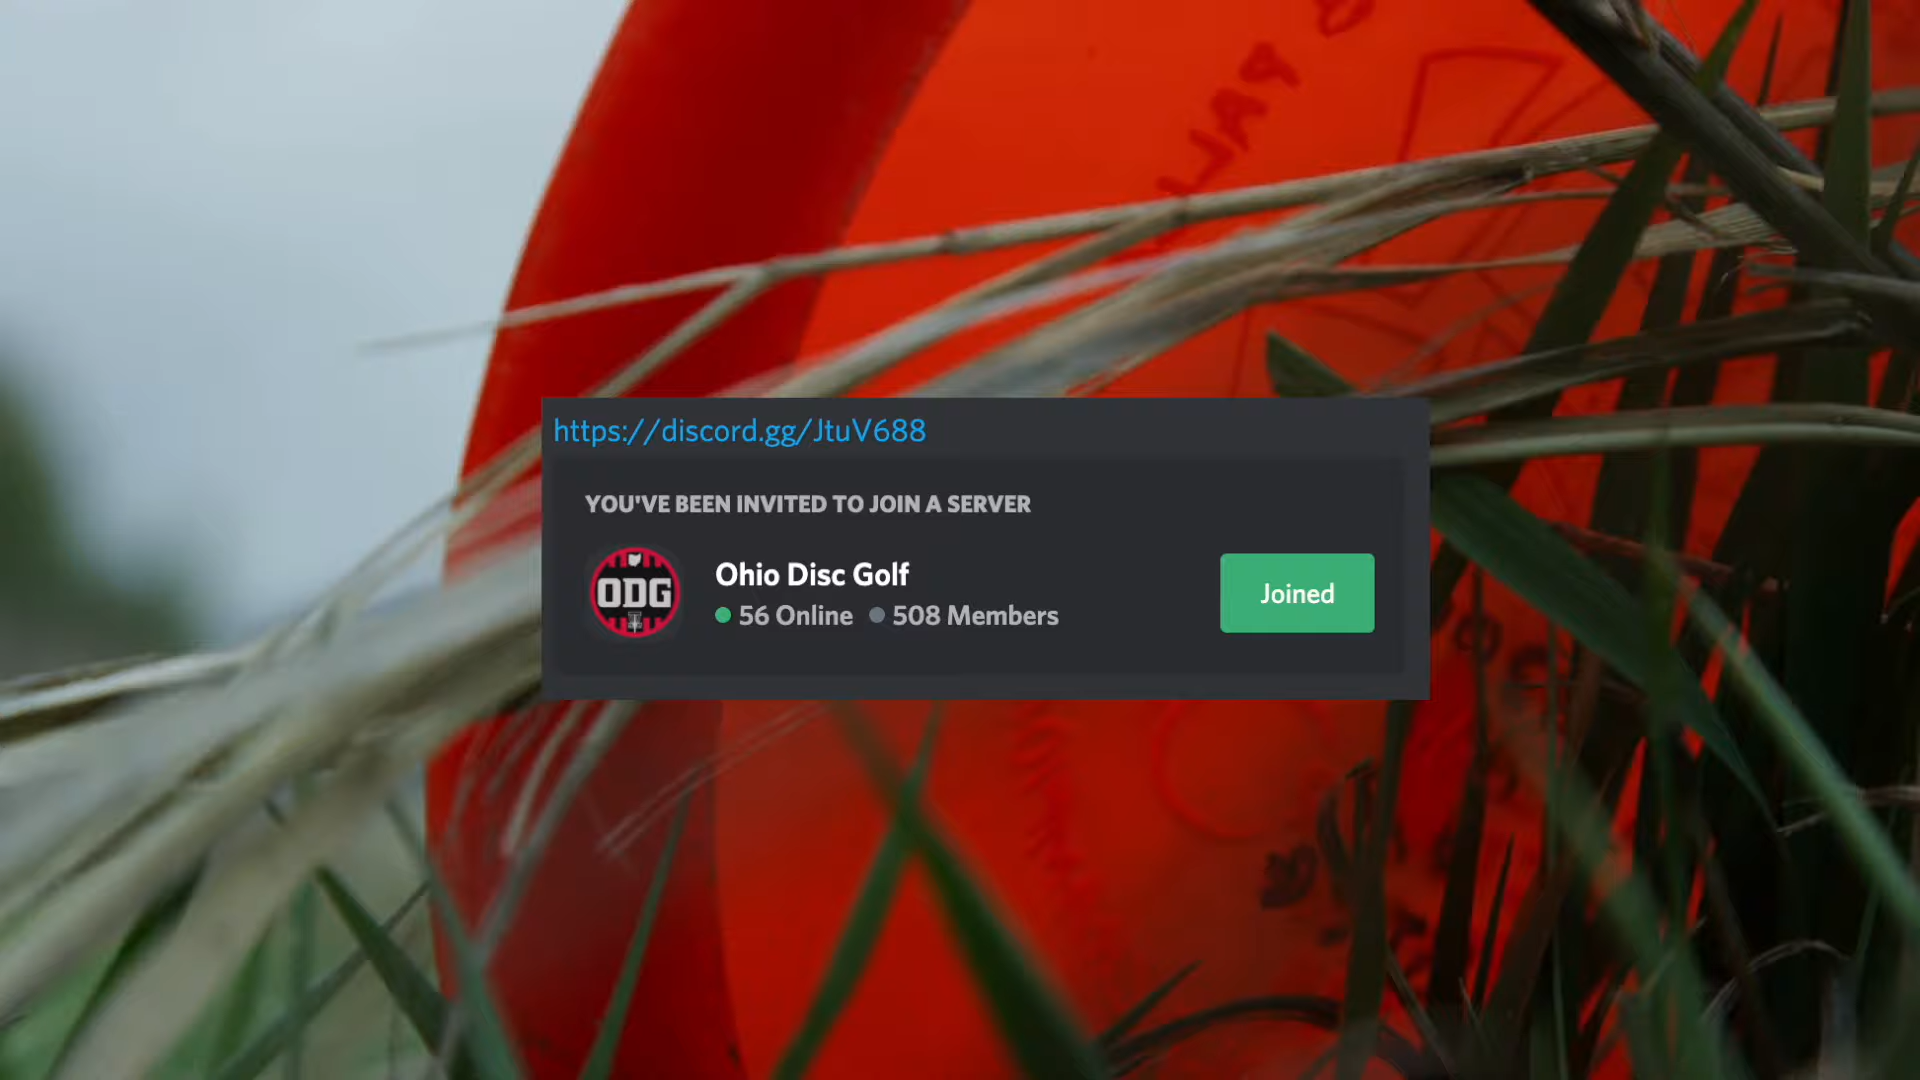 https://discord.gg/JtuV688
YOU'VE BEEN INVITED TO JOIN A SERVER
ODG
Ohio Disc Golf
56 Online 508 Members
Joined